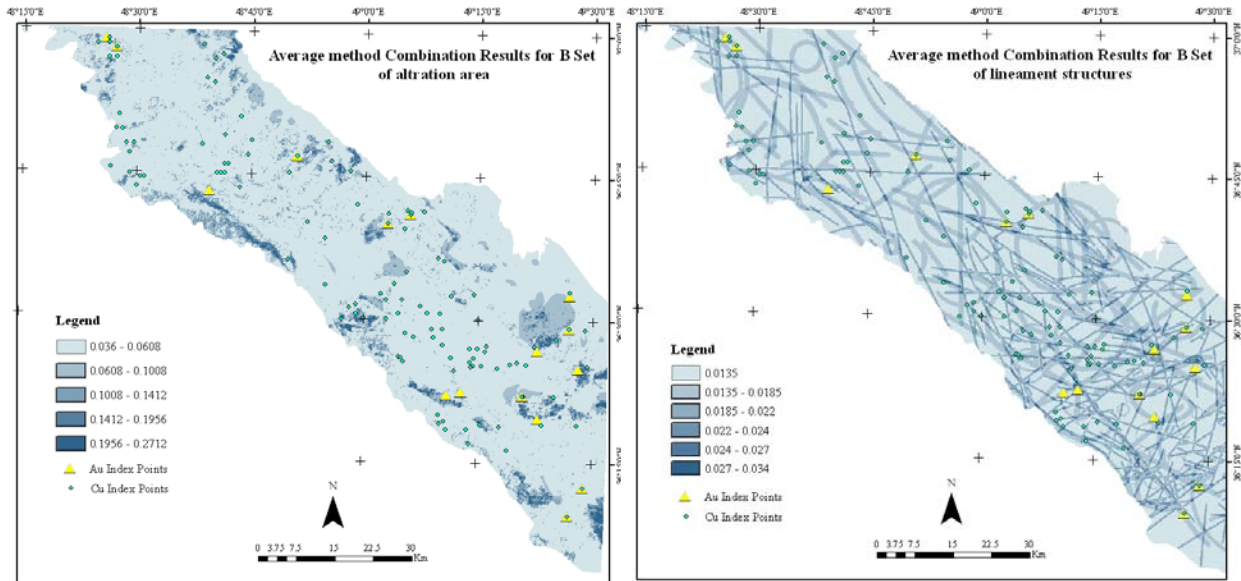 48°15'0"E 48°30'0"E 48°45'0"E 49°0'0"E 49°15'0"E 49°30'0"E
Average method Combination Results for B Set
of altration area
Legend
0.036 - 0.0608
0.0608 - 0.1008
0.1008 - 0.1412
0.1412 - 0.1956
0.1956 - 0.2712
Au Index Points
Cu Index Points
N
0 3.75 7.5 15 22.5 30
Km
48°15'0"E 48°30'0"E 48°45'0"E 49°0'0"E 49°15'0"E 49°30'0"E
Average method Combination Results for B Set
of lineament structures
Legend
0.0135
0.0135 - 0.0185
0.0185 - 0.022
0.022 - 0.024
0.024 - 0.027
0.027 - 0.034
Au Index Points
Cu Index Points
N
0 3.75 7.5 15 22.5 30
Km